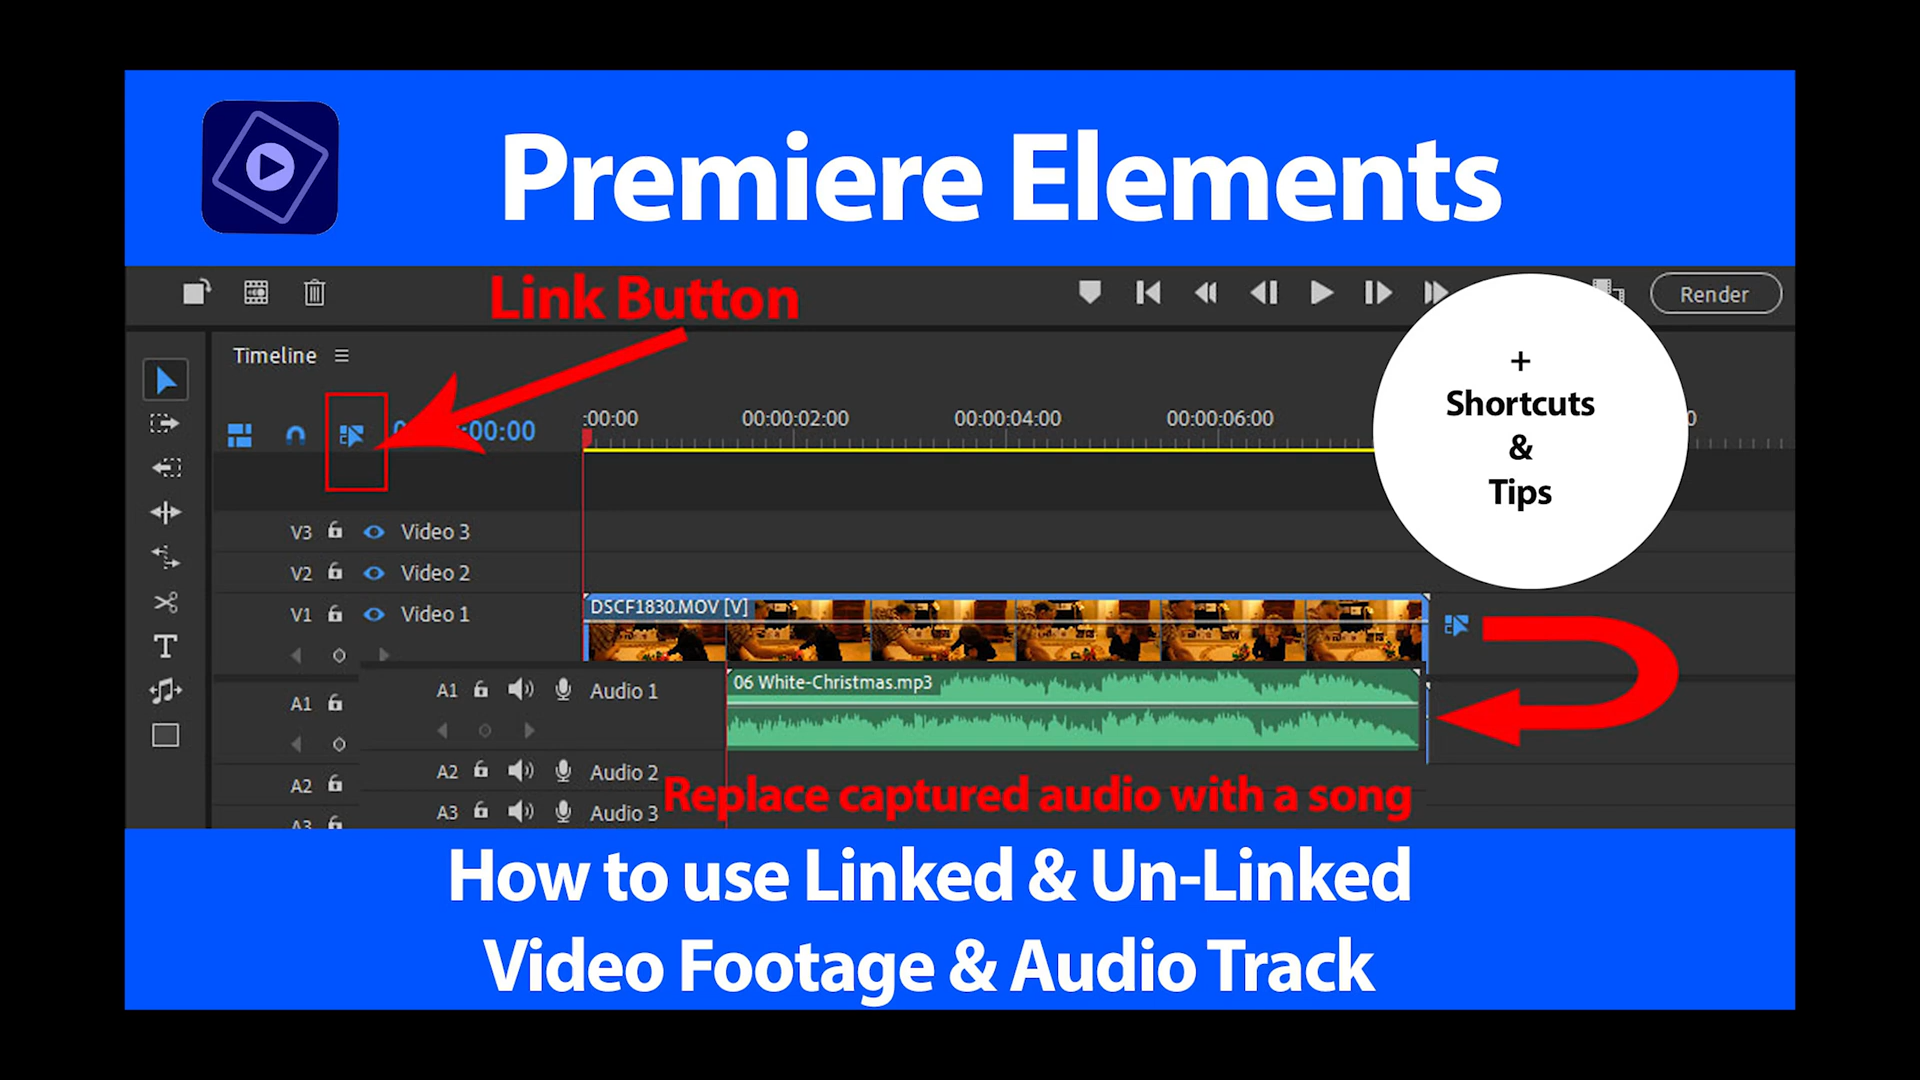 Premiere Elements
Link Button
Render
Timeline
:00:00
00:00:02:00
00:00:04:00
00:00:06:00
:00:00
+
Shortcuts
&
Tips
V3 Video 3
V2 Video 2
V1 Video 1
DSCF1830.MOV [V]
A1
A1 Audio 1
06 White-Christmas.mp3
A2
A2 Audio 2
A3
A3 Audio 3
Replace captured audio with a song
How to use Linked & Un-Linked
Video Footage & Audio Track